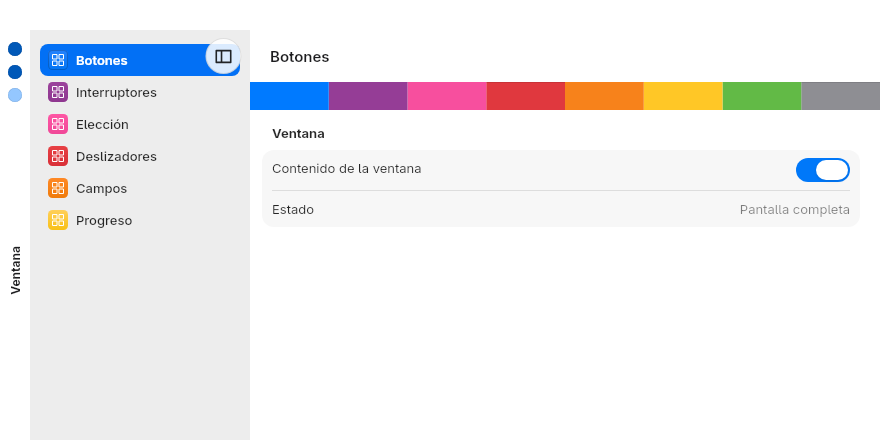 Ventana
Botones
Interruptores
Elección
Deslizadores
Campos
Progreso
Botones
Ventana
Contenido de la ventana
Estado
Pantalla completa